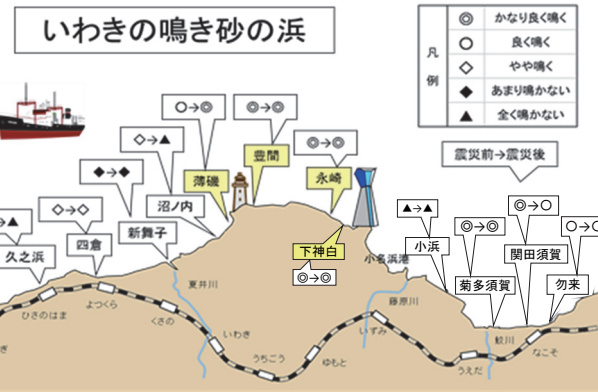 いわきの鳴き砂の浜
凡例
◎ かなり良く鳴く
○ 良く鳴く
◇ やや鳴く
◆ あまり鳴かない
▲ 全く鳴かない
震災前→震災後
○→◎
◎→◎
◎→◎
◇→▲
◆→◆
◇→◇
▲→▲
◎→◎
◎→○
○→○
→▲
久之浜
四倉
新舞子
沼ノ内
薄磯
豊間
永崎
下神白
◎→◎
小名浜港
小浜
菊多須賀
関田須賀
勿来
夏井川
藤原川
鮫川
ひさのはま
よつくら
くさの
いわき
うちごう
ゆもと
いずみ
うえだ
なこそ